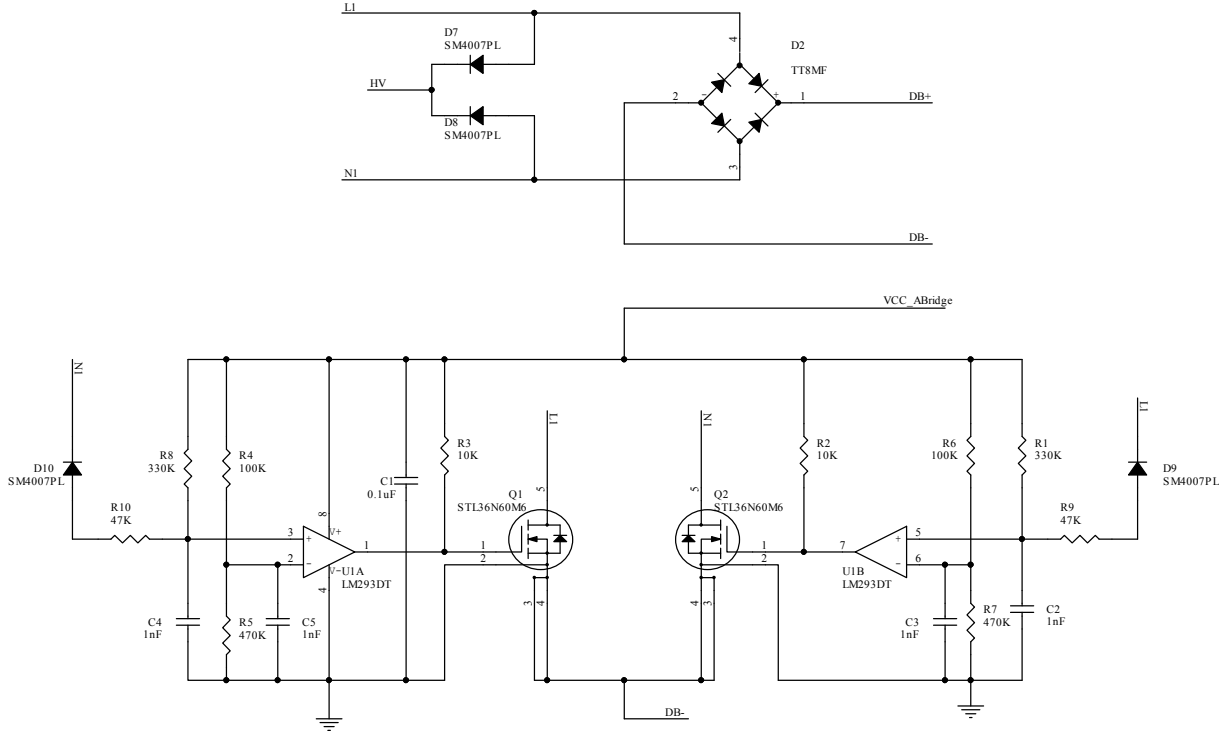 L1
D7
SM4007PL
4
D2
TT8MF
HV
2
-
+
1
DB+
D8
SM4007PL
3
N1
DB-
VCC_ABridge
N1
L1
N1
L1
D10
SM4007PL
R8
330K
R4
100K
R3
10K
C1
0.1uF
R2
10K
R6
100K
R1
330K
D9
SM4007PL
R10
47K
8
V+
5
Q1
STL36N60M6
5
Q2
STL36N60M6
R9
47K
3
+
1
1
1
7
+
5
2
-
2
2
-
6
V-
U1A
LM293DT
4
U1B
LM293DT
3
4
4
3
C4
1nF
R5
470K
C5
1nF
C3
1nF
R7
470K
C2
1nF
DB-